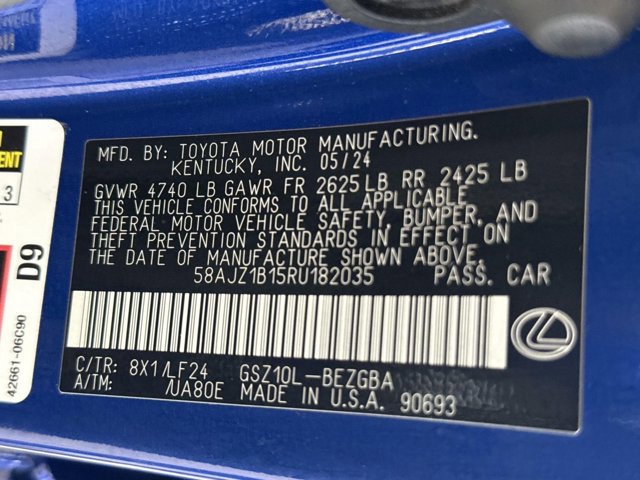 MFD. BY: TOYOTA MOTOR MANUFACTURING.
KENTUCKY, INC. 05/24
GVWR 4740 LB GAWR FR 2625 LB RR 2425 LB
THIS VEHICLE CONFORMS TO ALL APPLICABLE
FEDERAL MOTOR VEHICLE SAFETY, BUMPER, AND
THEFT PREVENTION STANDARDS IN EFFECT ON
THE DATE OF MANUFACTURE SHOWN ABOVE.
58AJZ1B15RU182035 PASS. CAR
C/TR: 8X1/LF24 GSZ10L-BEZGBA
A/TM: /UA80E MADE IN U.S.A. 90693
3
D9
42661-06C90